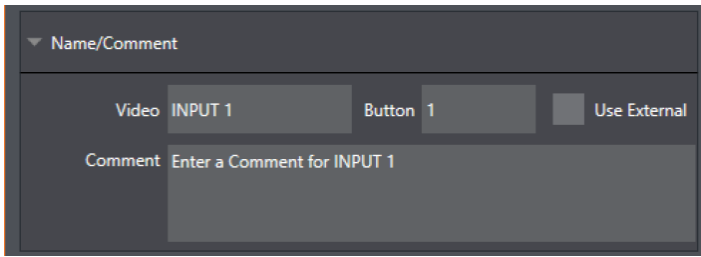 Name/Comment
Video INPUT 1 Button 1 Use External
Comment Enter a Comment for INPUT 1